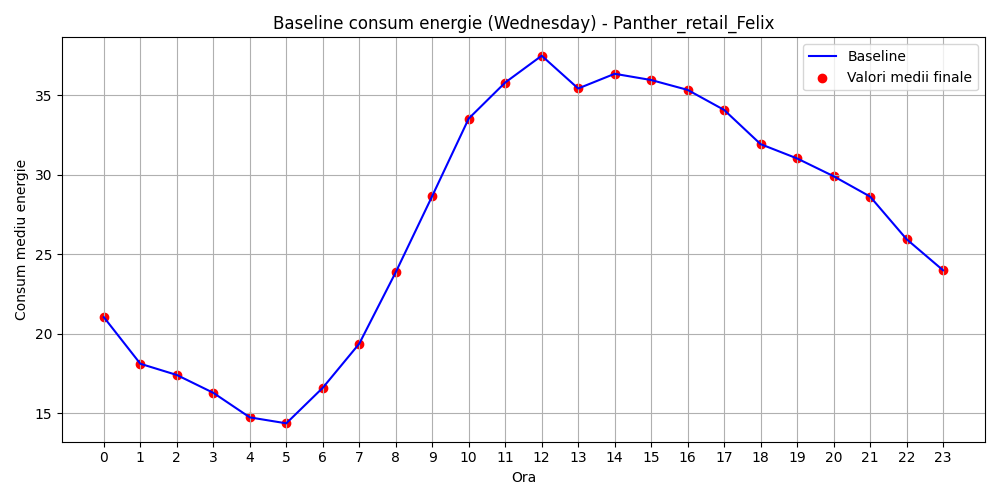 Baseline consum energie (Wednesday) - Panther_retail_Felix
Baseline
Valori medii finale
Consum mediu energie
35
30
25
20
15
0 1 2 3 4 5 6 7 8 9 10 11 12 13 14 15 16 17 18 19 20 21 22 23
Ora